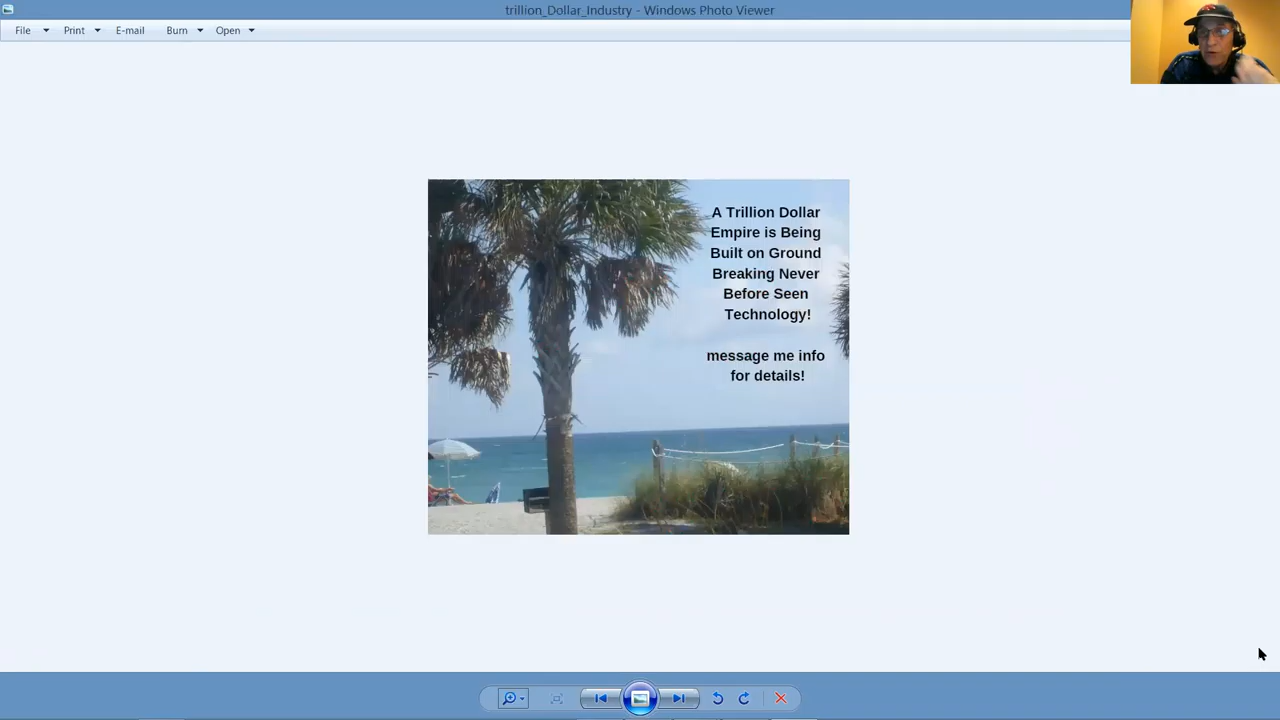 trillion_Dollar_Industry - Windows Photo Viewer
File Print E-mail Burn Open
A Trillion Dollar
Empire is Being
Built on Ground
Breaking Never
Before Seen
Technology!
message me info
for details!